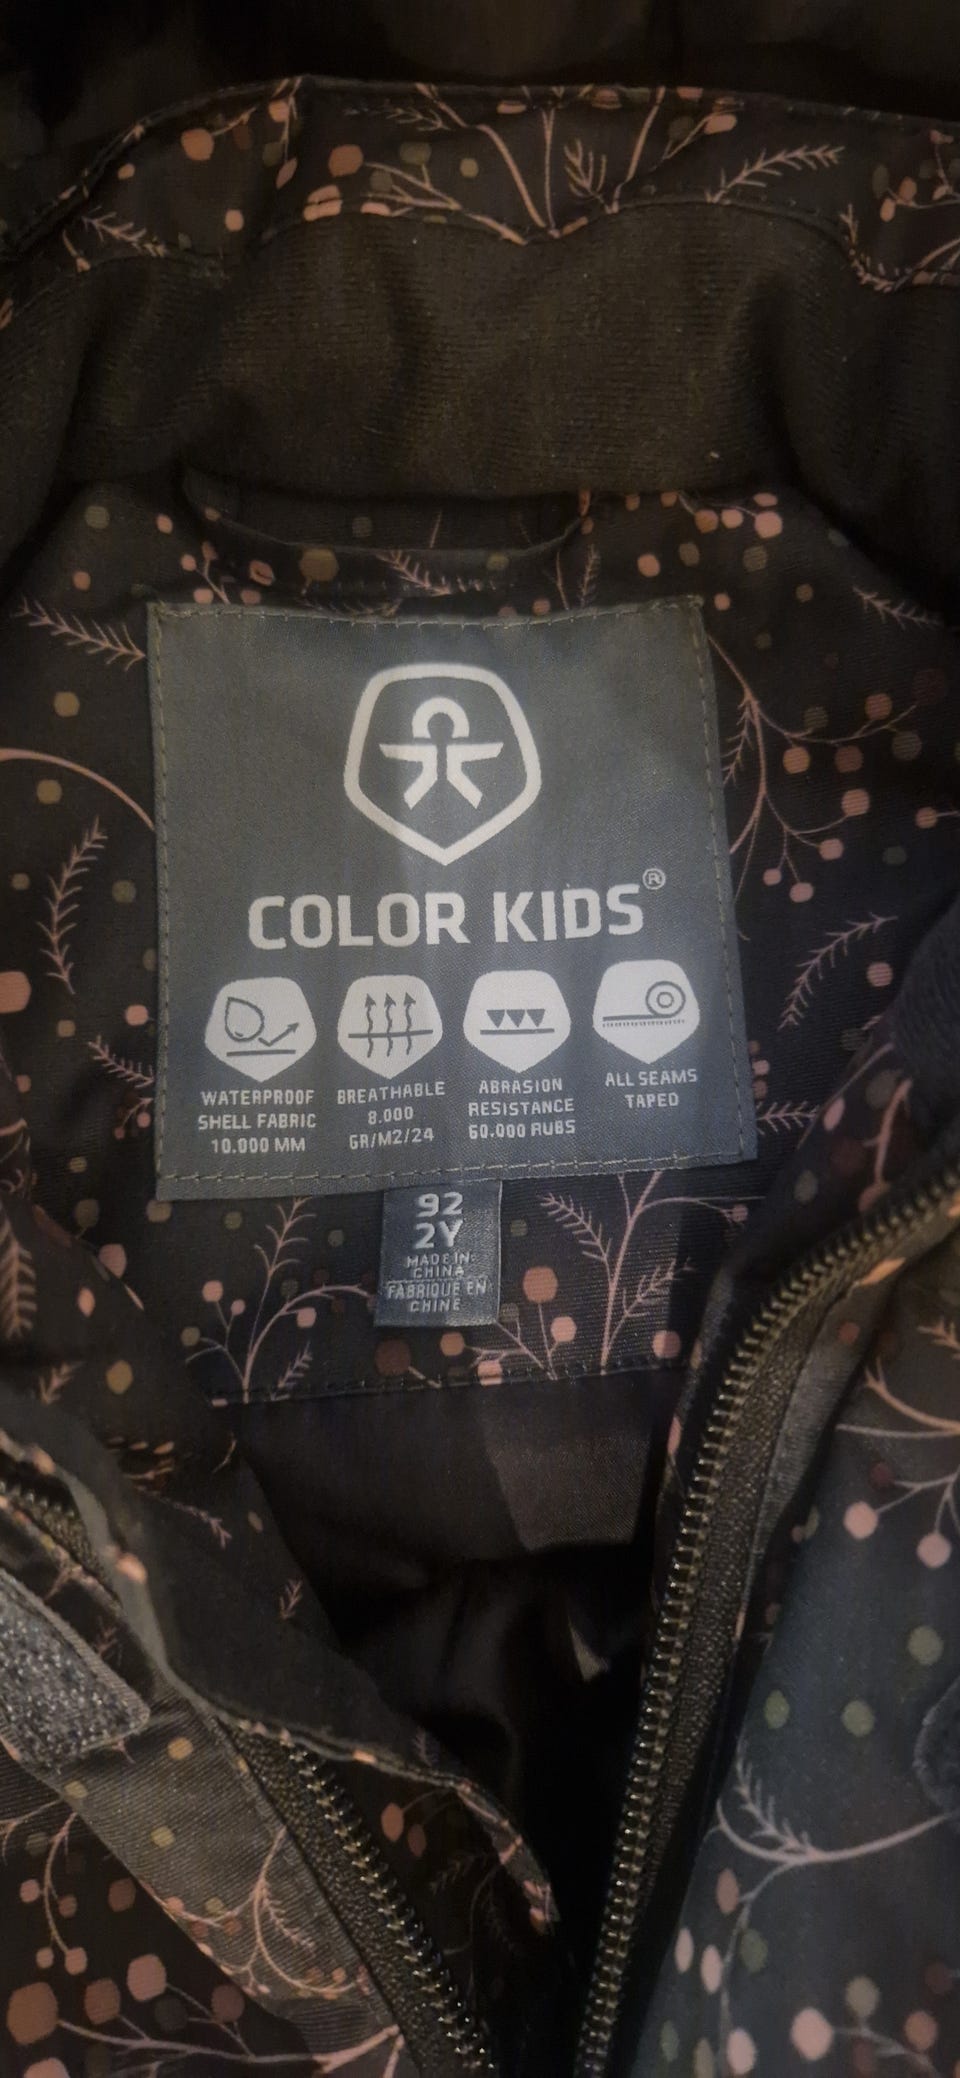 COLOR KIDS®
WATERPROOF
SHELL FABRIC
10.000 MM
BREATHABLE
8.000
GR/M2/24
ABRASION
RESISTANCE
60.000 RUBS
ALL SEAMS
TAPED
92
2Y
MADE IN
CHINA
FABRIQUE EN
CHINE